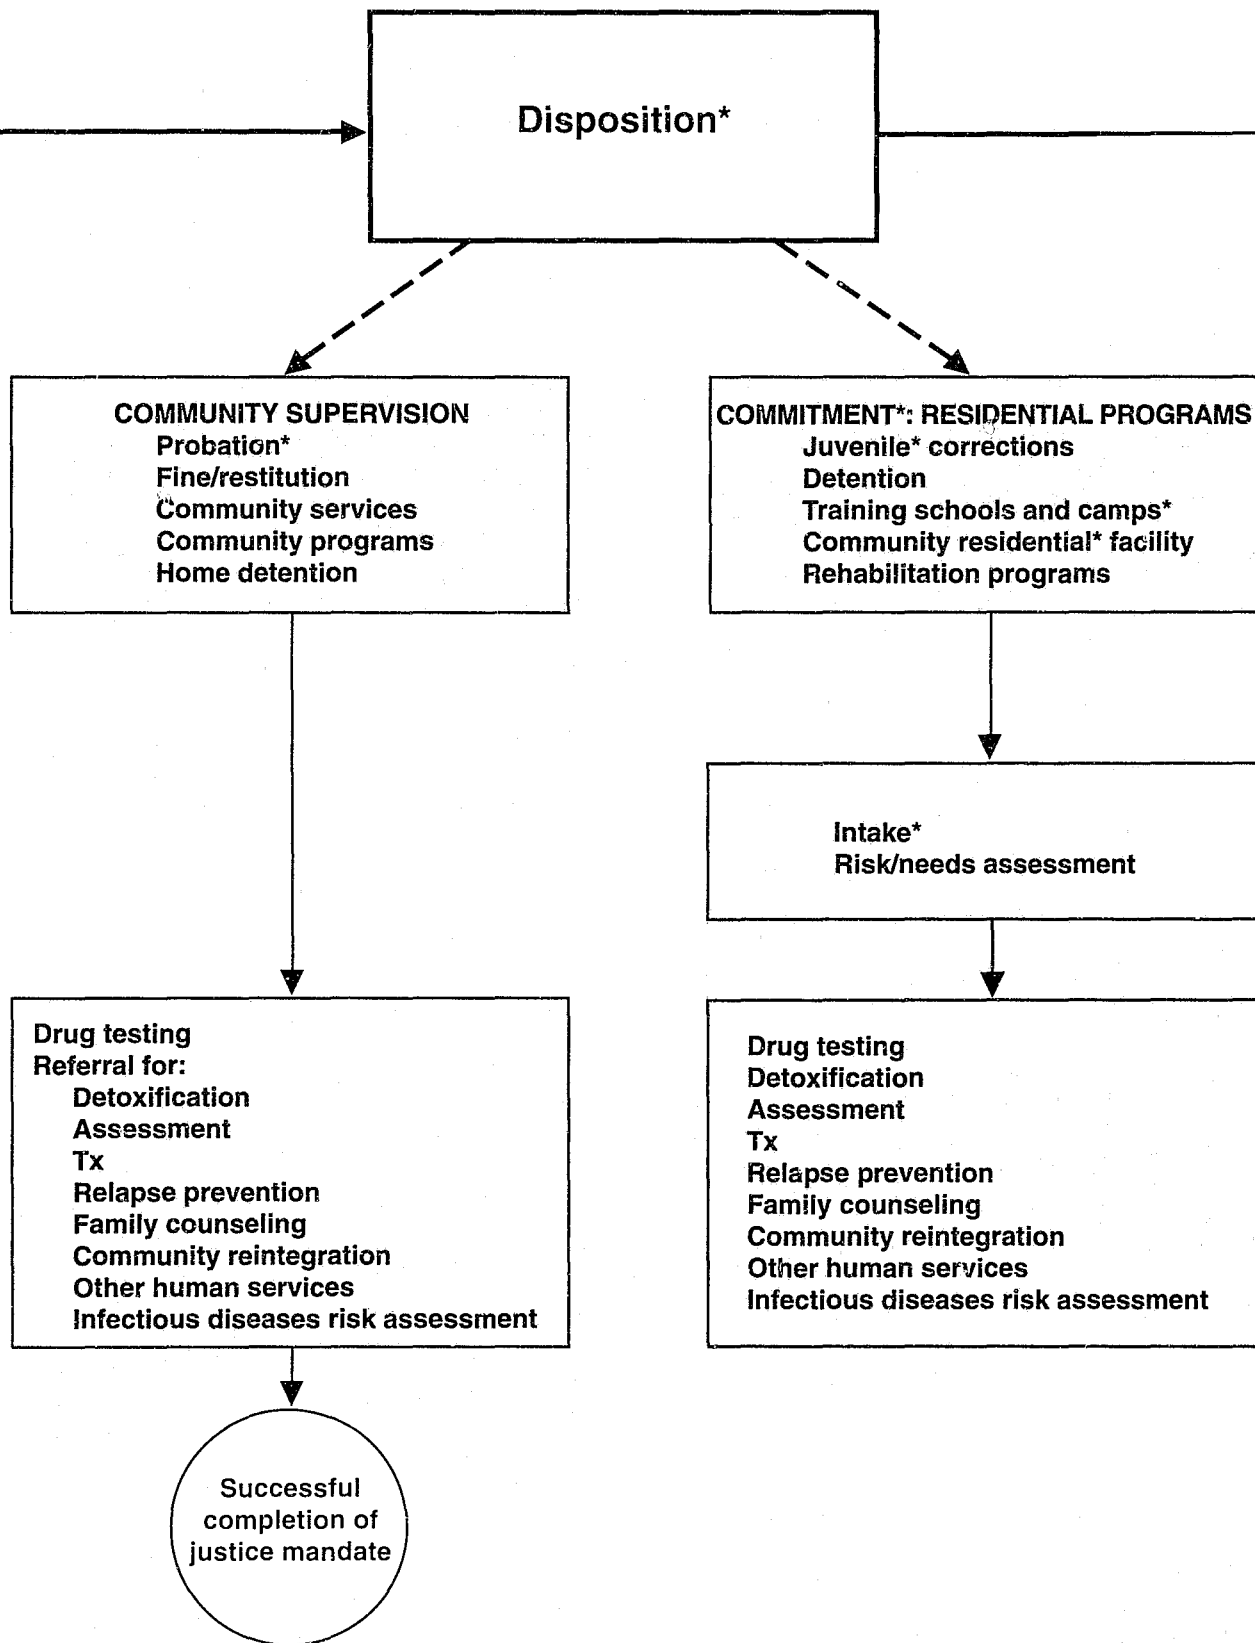 Disposition*
COMMUNITY SUPERVISION
Probation*
Fine/restitution
Community services
Community programs
Home detention
COMMITMENT*: RESIDENTIAL PROGRAMS
Juvenile* corrections
Detention
Training schools and camps*
Community residential* facility
Rehabilitation programs
Intake*
Risk/needs assessment
Drug testing
Referral for:
Detoxification
Assessment
Tx
Relapse prevention
Family counseling
Community reintegration
Other human services
Infectious diseases risk assessment
Drug testing
Detoxification
Assessment
Tx
Relapse prevention
Family counseling
Community reintegration
Other human services
Infectious diseases risk assessment
Successful
completion of
justice mandate